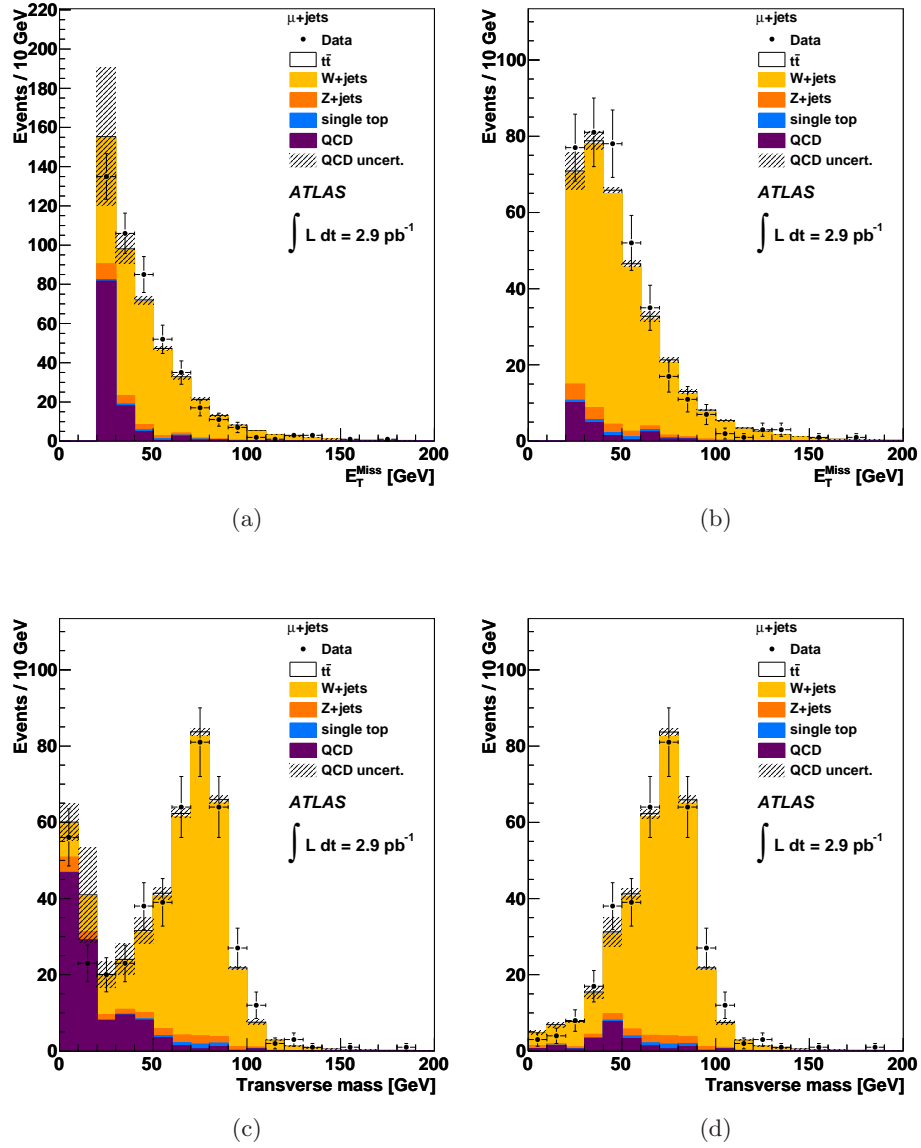 Events / 10 GeV
220
200
180
160
140
120
100
80
60
40
20
0
0 50 100 150 200
E_T^Miss [GeV]
μ+jets
Data
tt̄
W+jets
Z+jets
single top
QCD
QCD uncert.
ATLAS
∫ L dt = 2.9 pb⁻¹
(a)
Events / 10 GeV
100
80
60
40
20
0
0 50 100 150 200
E_T^Miss [GeV]
μ+jets
Data
tt̄
W+jets
Z+jets
single top
QCD
QCD uncert.
ATLAS
∫ L dt = 2.9 pb⁻¹
(b)
Events / 10 GeV
100
80
60
40
20
0
0 50 100 150 200
Transverse mass [GeV]
μ+jets
Data
tt̄
W+jets
Z+jets
single top
QCD
QCD uncert.
ATLAS
∫ L dt = 2.9 pb⁻¹
(c)
Events / 10 GeV
100
80
60
40
20
0
0 50 100 150 200
Transverse mass [GeV]
μ+jets
Data
tt̄
W+jets
Z+jets
single top
QCD
QCD uncert.
ATLAS
∫ L dt = 2.9 pb⁻¹
(d)